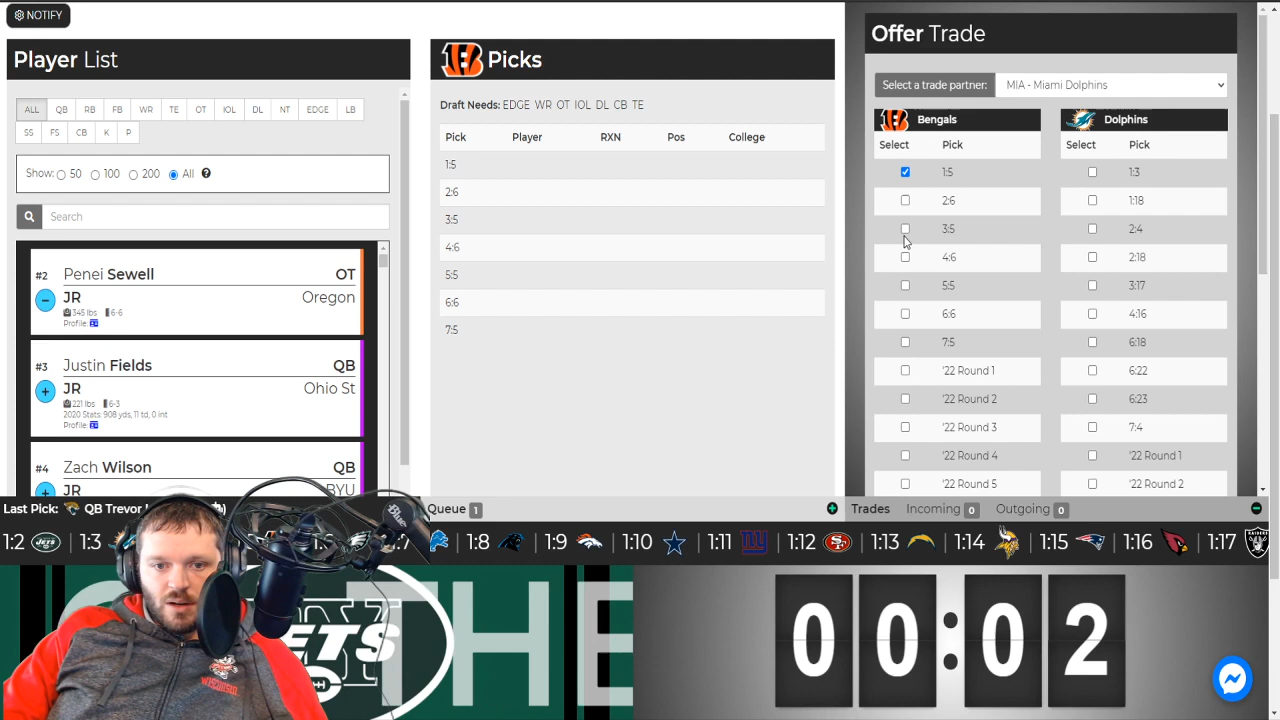 NOTIFY
Player List
ALL QB RB FB WR TE OT IOL DL NT EDGE LB
SS FS CB K P
Show: 50 100 200 All
Search
#2 Penei Sewell OT
JR Oregon
345 lbs 6-6
Profile:
#3 Justin Fields QB
JR Ohio St
221 lbs 6-3
2020 Stats: 908 yds, 11 td, 0 int
Profile:
#4 Zach Wilson QB
JR BYU
Picks
Draft Needs: EDGE WR OT IOL DL CB TE
Pick Player RXN Pos College
1:5
2:6
3:5
4:6
5:5
6:6
7:5
Offer Trade
Select a trade partner: MIA - Miami Dolphins
Bengals Dolphins
Select Pick Select Pick
1:5 1:3
2:6 1:18
3:5 2:4
4:6 2:18
5:5 3:17
6:6 4:16
7:5 6:18
'22 Round 1 6:22
'22 Round 2 6:23
'22 Round 3 7:4
'22 Round 4 '22 Round 1
'22 Round 5 '22 Round 2
Last Pick: QB Trevor
Queue 1
Trades Incoming 0 Outgoing 0
1:2 1:3 1:8 1:9 1:10 1:11 1:12 1:13 1:14 1:15 1:16 1:17
JETS
THE
00:02
Blue
WISCONSIN